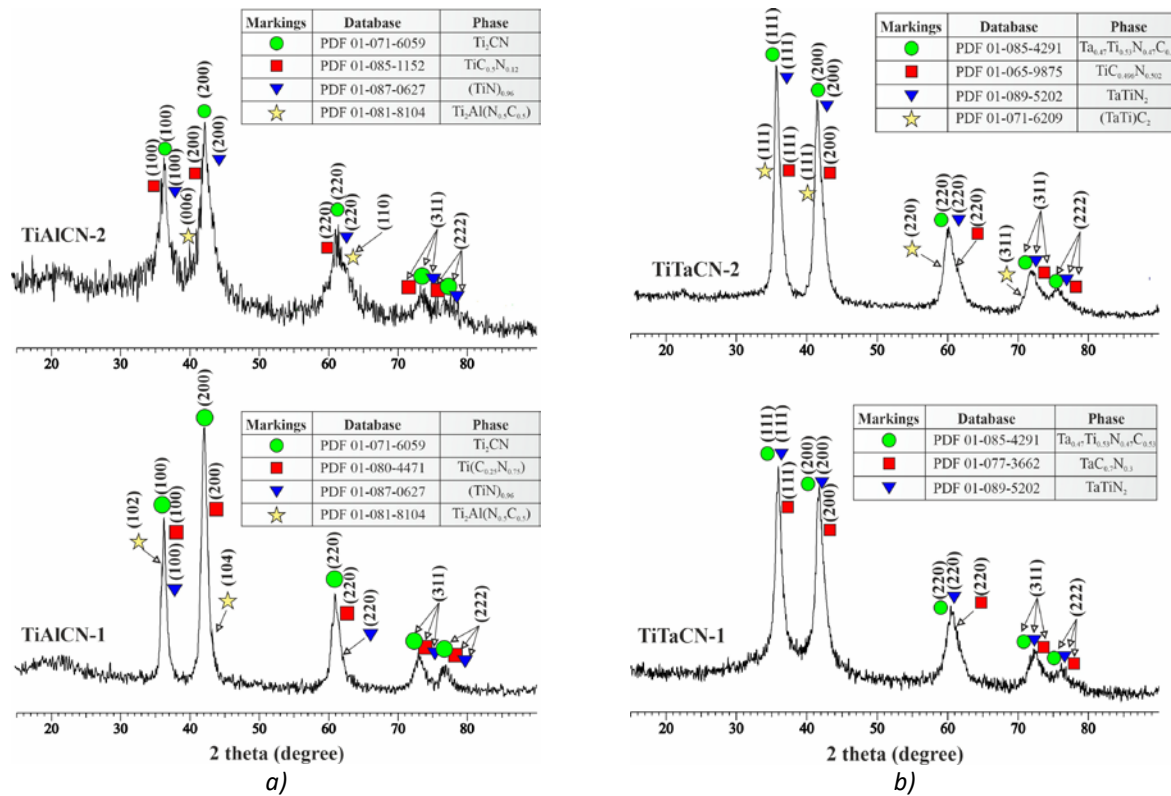 Markings Database Phase
PDF 01-071-6059 Ti₂CN
PDF 01-085-1152 TiC₀.₅N₀.₁₂
PDF 01-087-0627 (TiN)₀.₉₆
PDF 01-081-8104 Ti₂Al(N₀.₅C₀.₅)
(100)
(100)
(100)
(006)
(200)
(200)
(200)
(220)
(220)
(220)
(110)
(311)
(222)
TiAlCN-2
20 30 40 50 60 70 80
Markings Database Phase
PDF 01-071-6059 Ti₂CN
PDF 01-080-4471 Ti(C₀.₂₅N₀.₇₅)
PDF 01-087-0627 (TiN)₀.₉₆
PDF 01-081-8104 Ti₂Al(N₀.₅C₀.₅)
(102)
(100)
(100)
(100)
(200)
(200)
(104)
(220)
(220)
(220)
(311)
(222)
TiAlCN-1
20 30 40 50 60 70 80
2 theta (degree)
a)
Markings Database Phase
PDF 01-085-4291 Ta₀.₄₇Ti₀.₅₃N₀.₄₇C₀.
PDF 01-065-9875
PDF 01-089-5202 TaTiN₂
PDF 01-071-6209 (TaTi)C₂
(111)
(111)
(111)
(111)
(200)
(200)
(111)
(200)
(220)
(220)
(220)
(220)
(311)
(311)
(222)
TiTaCN-2
20 30 40 50 60 70 80
Markings Database Phase
PDF 01-085-4291 Ta₀.₄₇Ti₀.₅₃N₀.₄₇C₀.₅₃
PDF 01-077-3662 TaC₀.₇N₀.₃
PDF 01-089-5202 TaTiN₂
(111)
(111)
(111)
(200)
(200)
(200)
(220)
(220)
(220)
(311)
(222)
TiTaCN-1
20 30 40 50 60 70 80
2 theta (degree)
b)